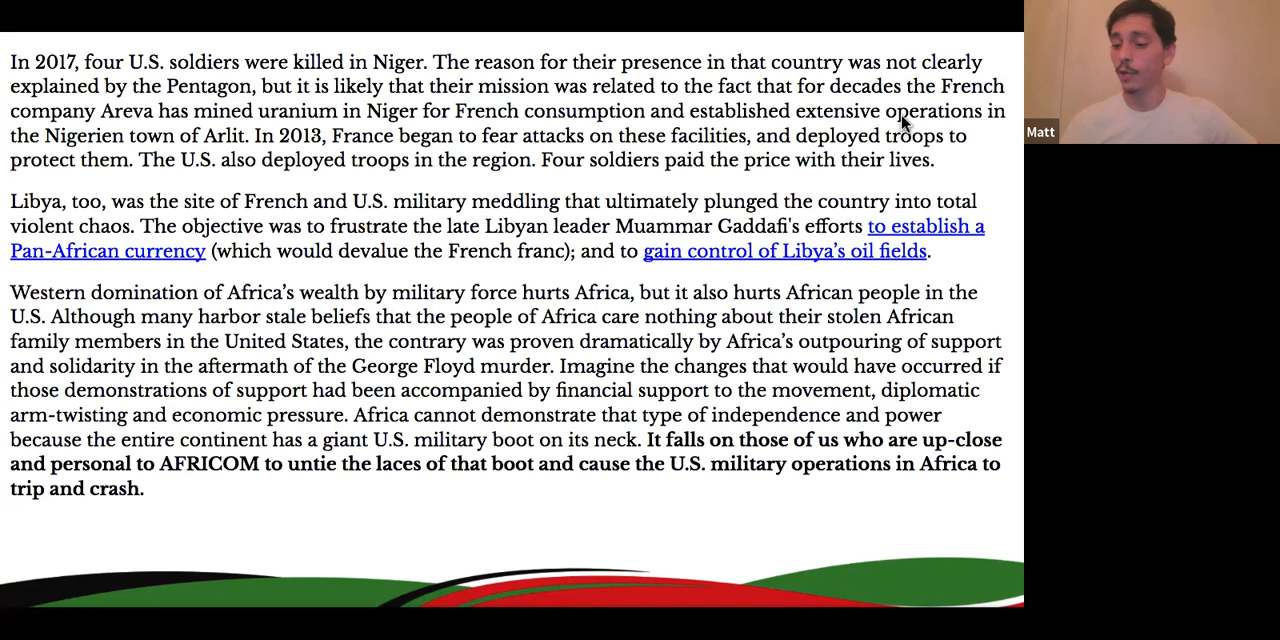 In 2017, four U.S. soldiers were killed in Niger. The reason for their presence in that country was not clearly
explained by the Pentagon, but it is likely that their mission was related to the fact that for decades the French
company Areva has mined uranium in Niger for French consumption and established extensive operations in
the Nigerien town of Arlit. In 2013, France began to fear attacks on these facilities, and deployed troops to
protect them. The U.S. also deployed troops in the region. Four soldiers paid the price with their lives.
Libya, too, was the site of French and U.S. military meddling that ultimately plunged the country into total
violent chaos. The objective was to frustrate the late Libyan leader Muammar Gaddafi's efforts to establish a
Pan-African currency (which would devalue the French franc); and to gain control of Libya’s oil fields.
Western domination of Africa’s wealth by military force hurts Africa, but it also hurts African people in the
U.S. Although many harbor stale beliefs that the people of Africa care nothing about their stolen African
family members in the United States, the contrary was proven dramatically by Africa’s outpouring of support
and solidarity in the aftermath of the George Floyd murder. Imagine the changes that would have occurred if
those demonstrations of support had been accompanied by financial support to the movement, diplomatic
arm-twisting and economic pressure. Africa cannot demonstrate that type of independence and power
because the entire continent has a giant U.S. military boot on its neck. It falls on those of us who are up-close
and personal to AFRICOM to untie the laces of that boot and cause the U.S. military operations in Africa to
trip and crash.
Matt